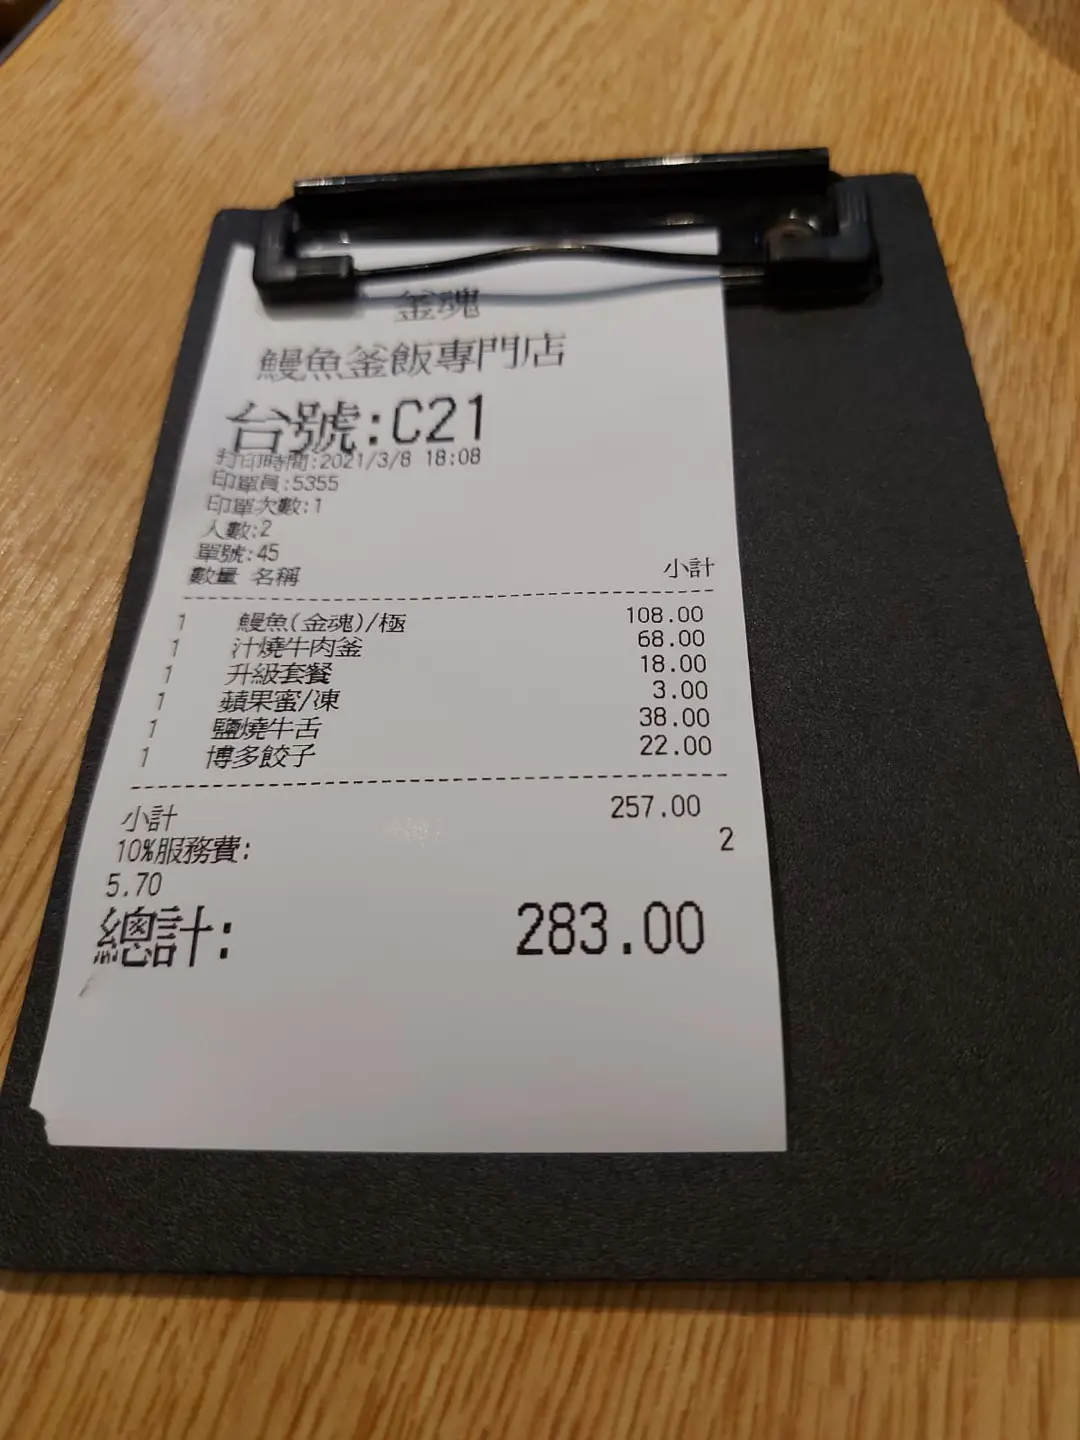 釜魂
鰻魚釜飯專門店
台號:C21
打印時間:2021/3/8 18:08
印單員:5355
印單次數:1
人數:2
單號:45
數量 名稱 小計
1 鰻魚(金魂)/極 108.00
1 汁燒牛肉釜 68.00
1 升級套餐 18.00
1 蘋果蜜/凍 3.00
1 鹽燒牛舌 38.00
1 博多餃子 22.00
小計 257.00
10%服務費: 2
5.70
總計: 283.00